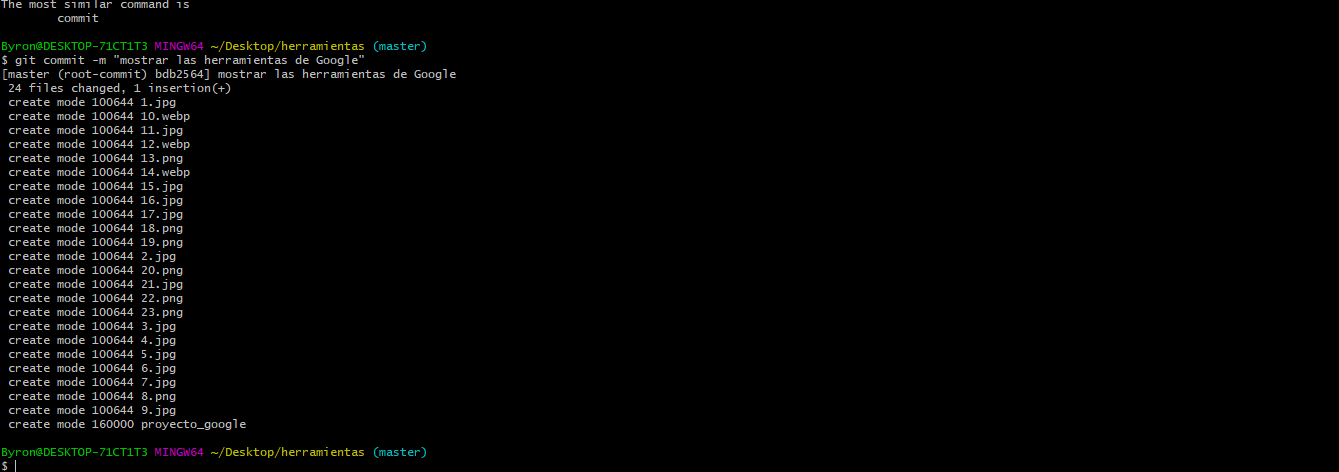 The most similar command is
        commit
Byron@DESKTOP-71CT1T3 MINGW64 ~/Desktop/herramientas (master)
$ git commit -m "mostrar las herramientas de Google"
[master (root-commit) bdb2564] mostrar las herramientas de Google
 24 files changed, 1 insertion(+)
 create mode 100644 1.jpg
 create mode 100644 10.webp
 create mode 100644 11.jpg
 create mode 100644 12.webp
 create mode 100644 13.png
 create mode 100644 14.webp
 create mode 100644 15.jpg
 create mode 100644 16.jpg
 create mode 100644 17.jpg
 create mode 100644 18.png
 create mode 100644 19.png
 create mode 100644 2.jpg
 create mode 100644 20.png
 create mode 100644 21.jpg
 create mode 100644 22.png
 create mode 100644 23.png
 create mode 100644 3.jpg
 create mode 100644 4.jpg
 create mode 100644 5.jpg
 create mode 100644 6.jpg
 create mode 100644 7.jpg
 create mode 100644 8.png
 create mode 100644 9.jpg
 create mode 160000 proyecto_google
Byron@DESKTOP-71CT1T3 MINGW64 ~/Desktop/herramientas (master)
$